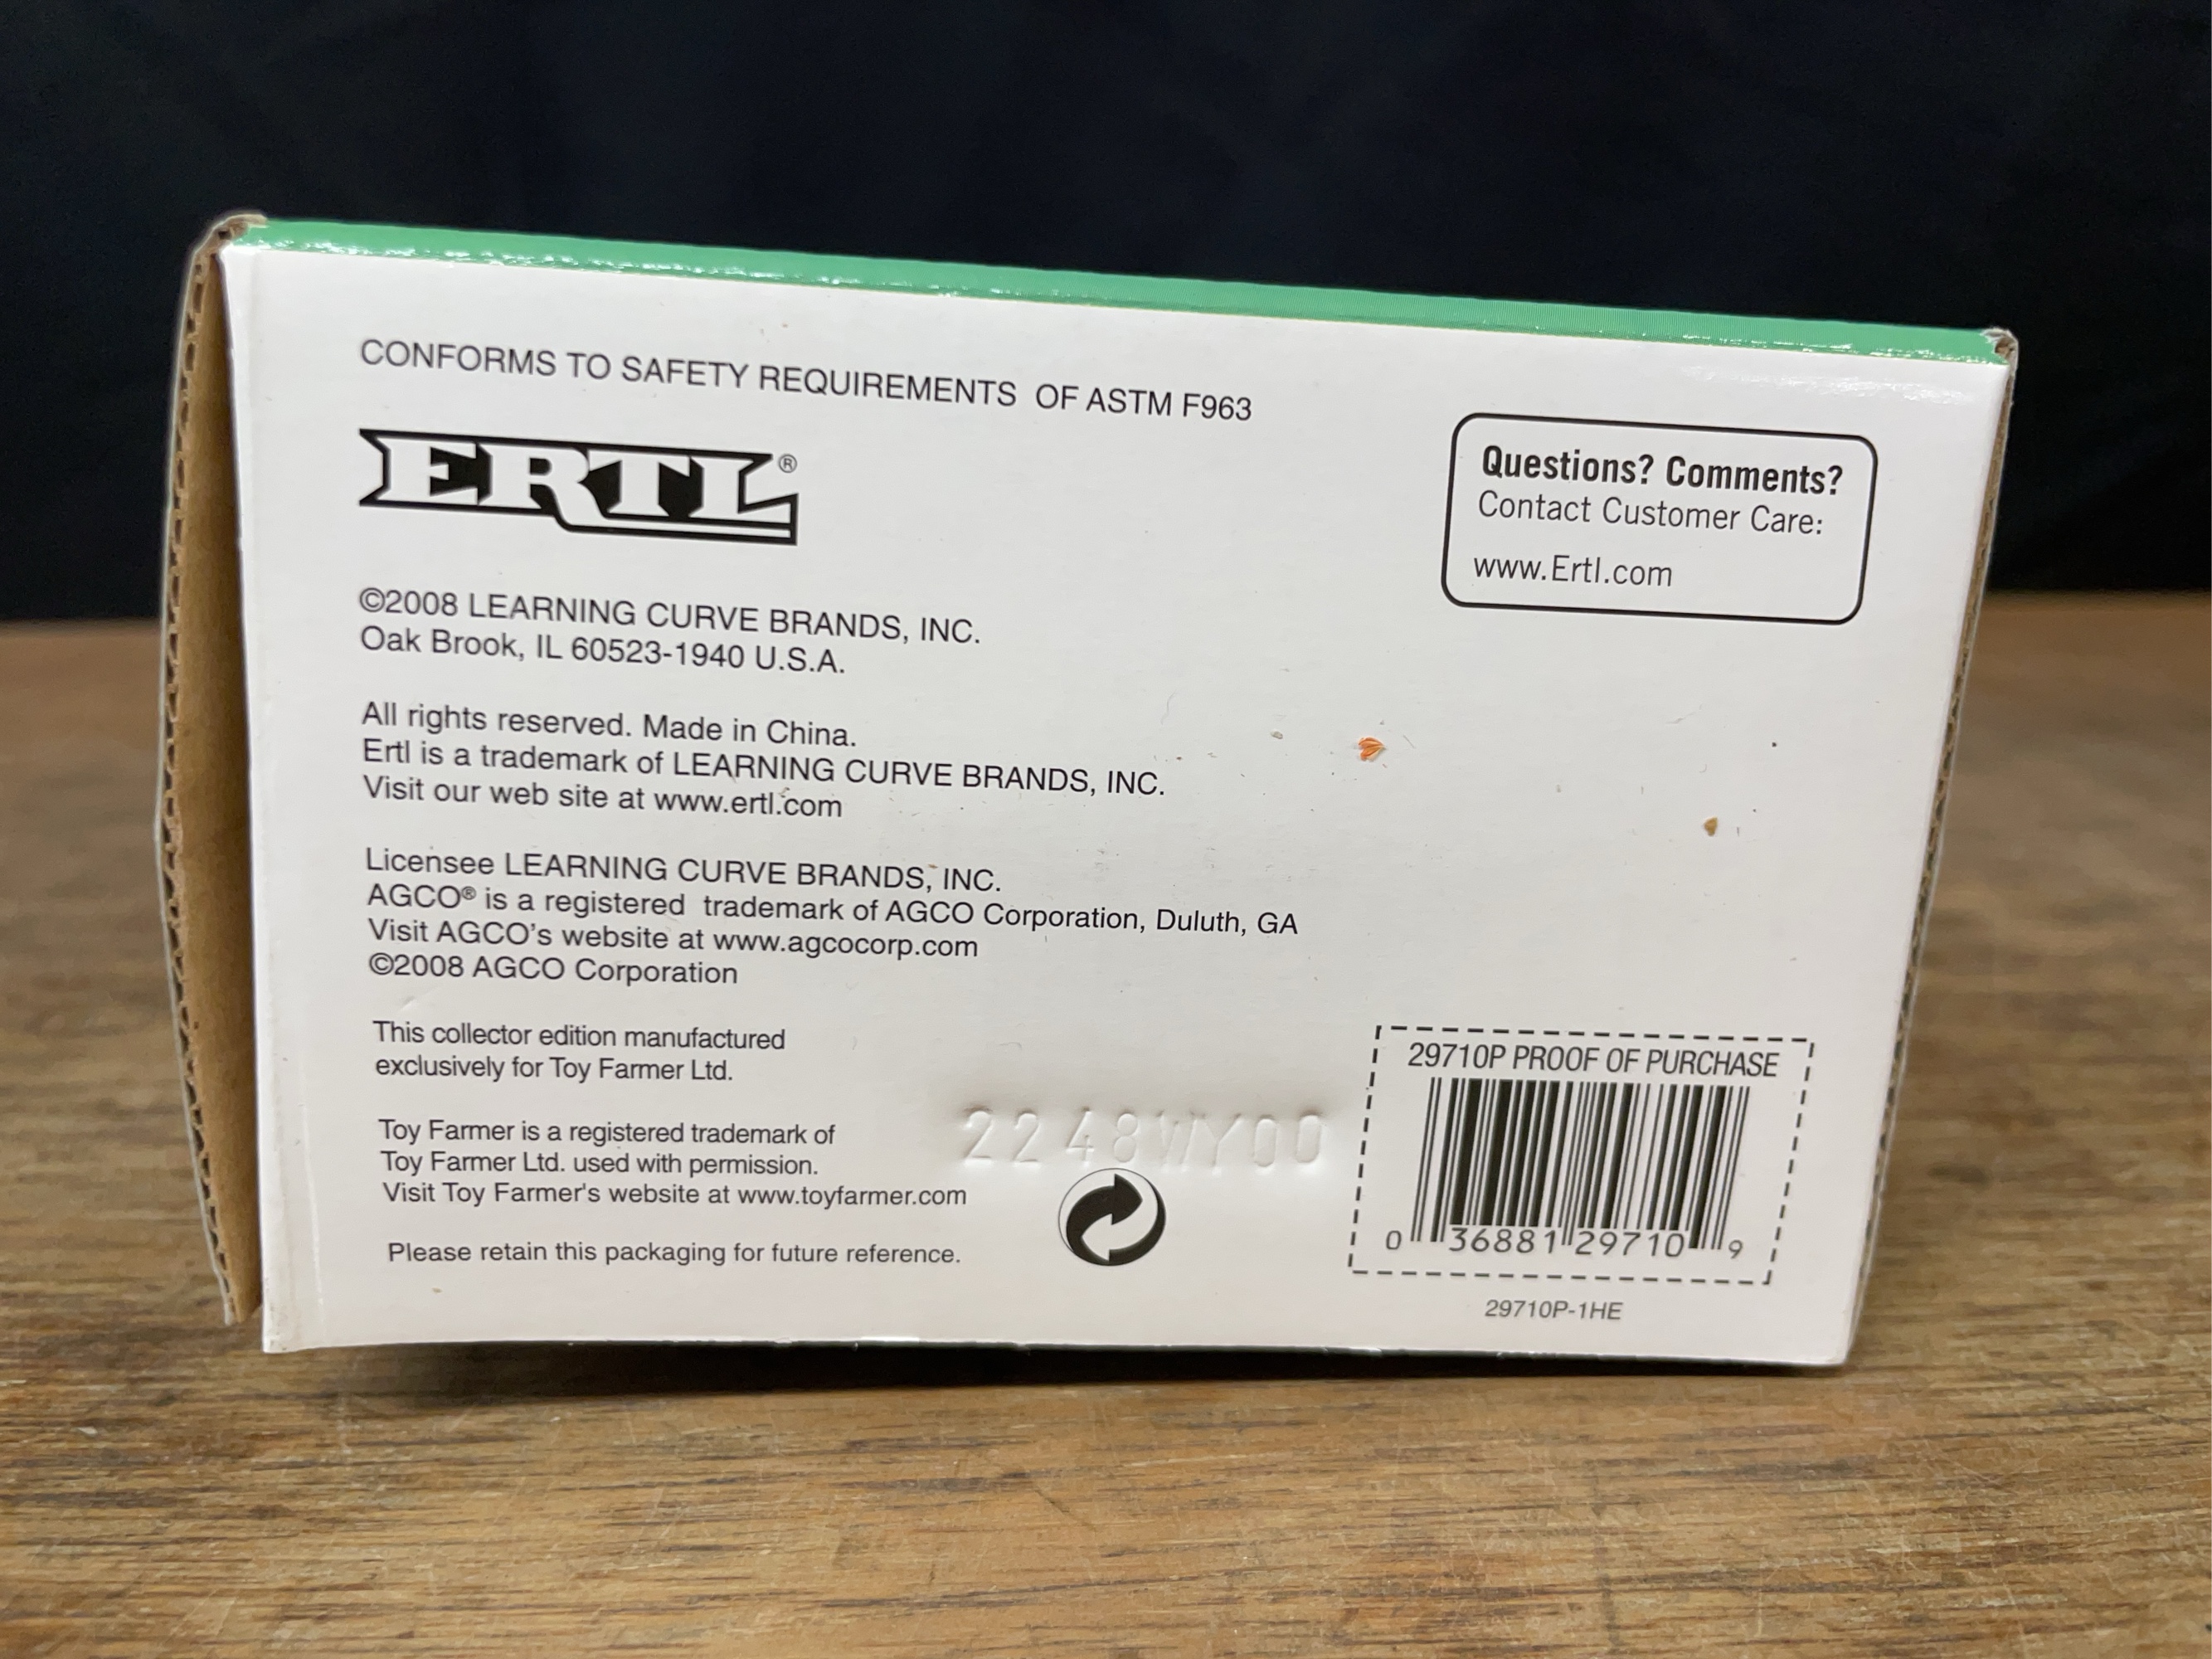 CONFORMS TO SAFETY REQUIREMENTS OF ASTM F963
ERTL®
Questions? Comments?
Contact Customer Care:
www.Ertl.com
©2008 LEARNING CURVE BRANDS, INC.
Oak Brook, IL 60523-1940 U.S.A.
All rights reserved. Made in China.
Ertl is a trademark of LEARNING CURVE BRANDS, INC.
Visit our web site at www.ertl.com
Licensee LEARNING CURVE BRANDS, INC.
AGCO® is a registered trademark of AGCO Corporation, Duluth, GA
Visit AGCO's website at www.agcocorp.com
©2008 AGCO Corporation
This collector edition manufactured
exclusively for Toy Farmer Ltd.
Toy Farmer is a registered trademark of
Toy Farmer Ltd. used with permission.
Visit Toy Farmer's website at www.toyfarmer.com
Please retain this packaging for future reference.
2248WY00
29710P PROOF OF PURCHASE
0 36881 29710 9
29710P-1HE